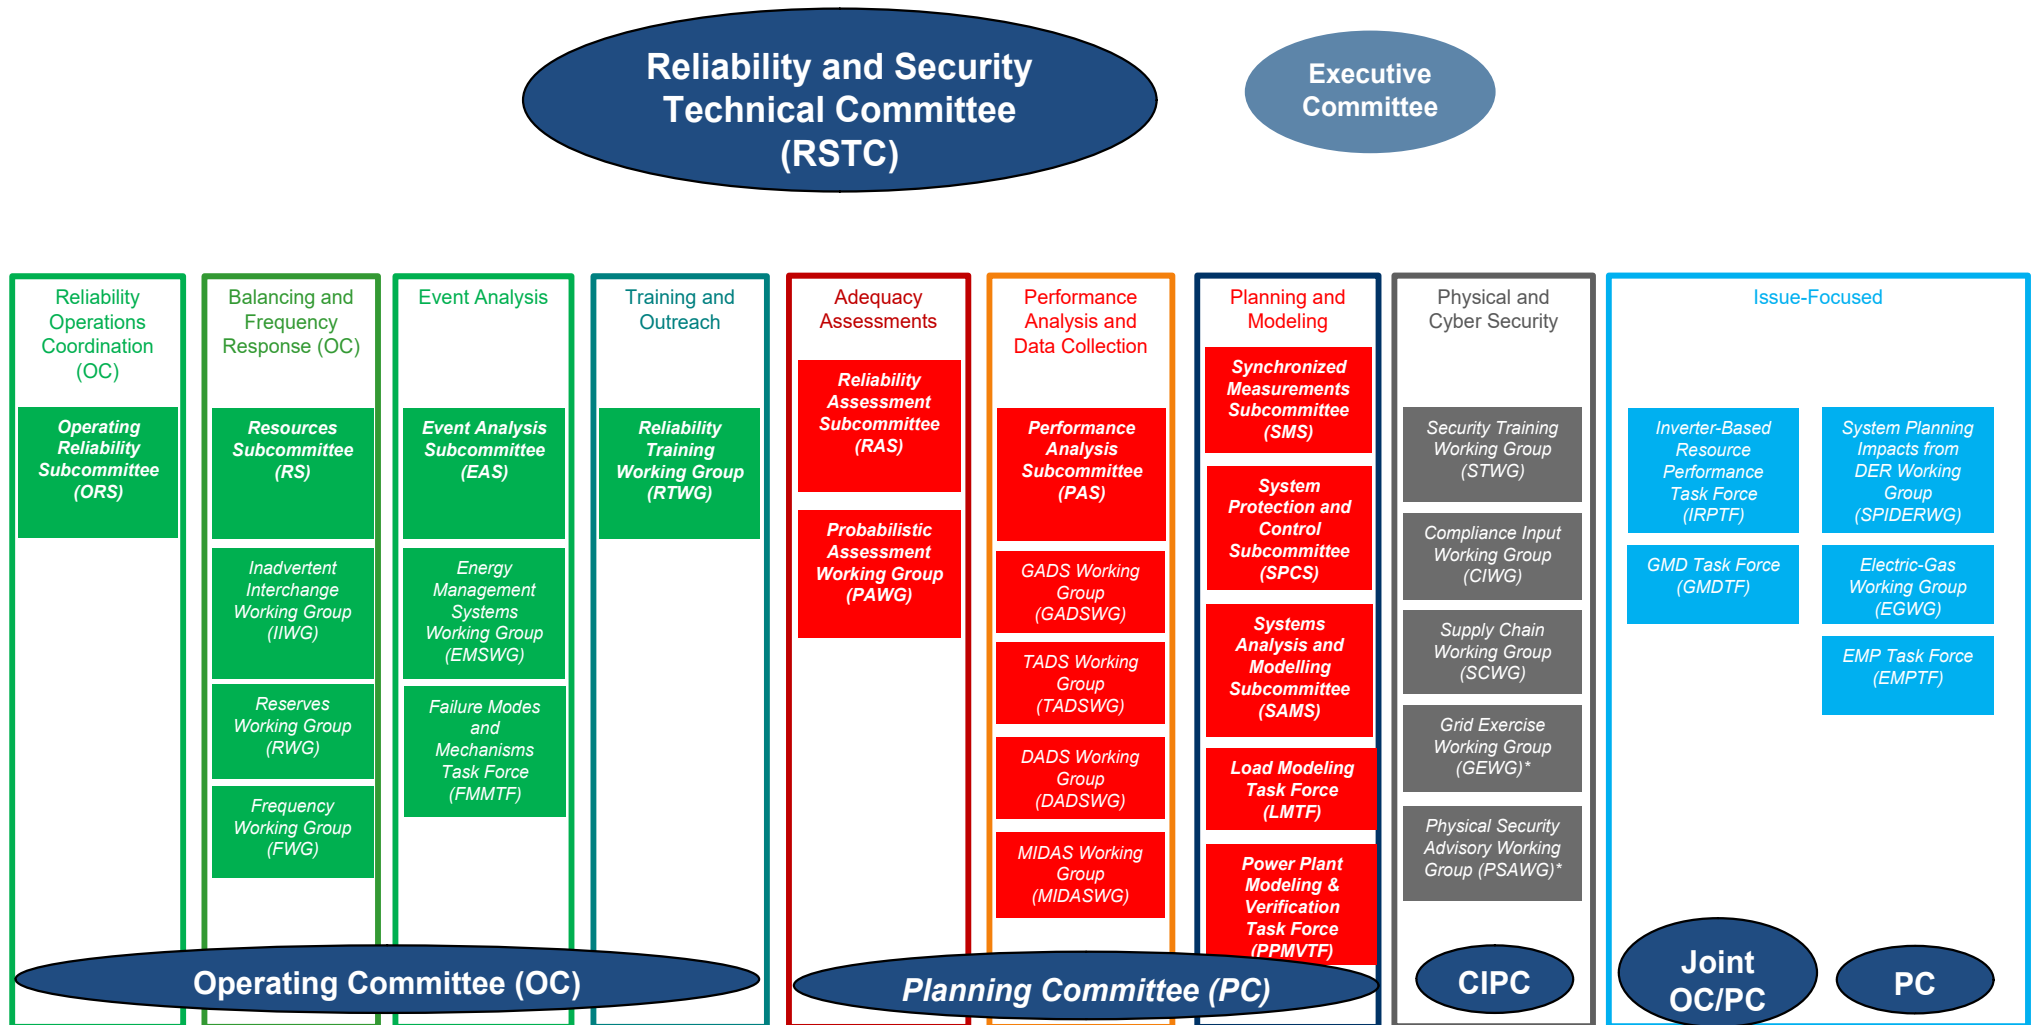 Reliability and Security
Technical Committee
(RSTC)
Executive
Committee
Reliability
Operations
Coordination
(OC)
Operating
Reliability
Subcommittee
(ORS)
Balancing and
Frequency
Response (OC)
Resources
Subcommittee
(RS)
Inadvertent
Interchange
Working Group
(IIWG)
Reserves
Working Group
(RWG)
Frequency
Working Group
(FWG)
Event Analysis
Event Analysis
Subcommittee
(EAS)
Energy
Management
Systems
Working Group
(EMSWG)
Failure Modes
and
Mechanisms
Task Force
(FMMTF)
Training and
Outreach
Reliability
Training
Working Group
(RTWG)
Operating Committee (OC)
Adequacy
Assessments
Reliability
Assessment
Subcommittee
(RAS)
Probabilistic
Assessment
Working Group
(PAWG)
Performance
Analysis and
Data Collection
Performance
Analysis
Subcommittee
(PAS)
GADS Working
Group
(GADSWG)
TADS Working
Group
(TADSWG)
DADS Working
Group
(DADSWG)
MIDAS Working
Group
(MIDASWG)
Planning and
Modeling
Synchronized
Measurements
Subcommittee
(SMS)
System
Protection and
Control
Subcommittee
(SPCS)
Systems
Analysis and
Modelling
Subcommittee
(SAMS)
Load Modeling
Task Force
(LMTF)
Power Plant
Modeling &
Verification
Task Force
(PPMVTF)
Planning Committee (PC)
Physical and
Cyber Security
Security Training
Working Group
(STWG)
Compliance Input
Working Group
(CIWG)
Supply Chain
Working Group
(SCWG)
Grid Exercise
Working Group
(GEWG)*
Physical Security
Advisory Working
Group (PSAWG)*
CIPC
Issue-Focused
Inverter-Based
Resource
Performance
Task Force
(IRPTF)
GMD Task Force
(GMDTF)
System Planning
Impacts from
DER Working
Group
(SPIDERWG)
Electric-Gas
Working Group
(EGWG)
EMP Task Force
(EMPTF)
Joint
OC/PC
PC